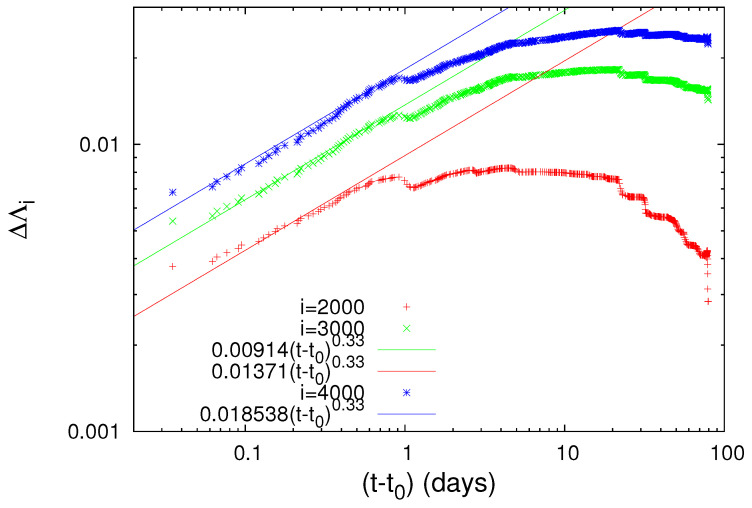 0.01
0.001
ΔΛi
i=2000
i=3000
0.00914(t-t0)0.33
0.01371(t-t0)0.33
i=4000
0.018538(t-t0)0.33
0.1
1
10
100
(t-t0) (days)